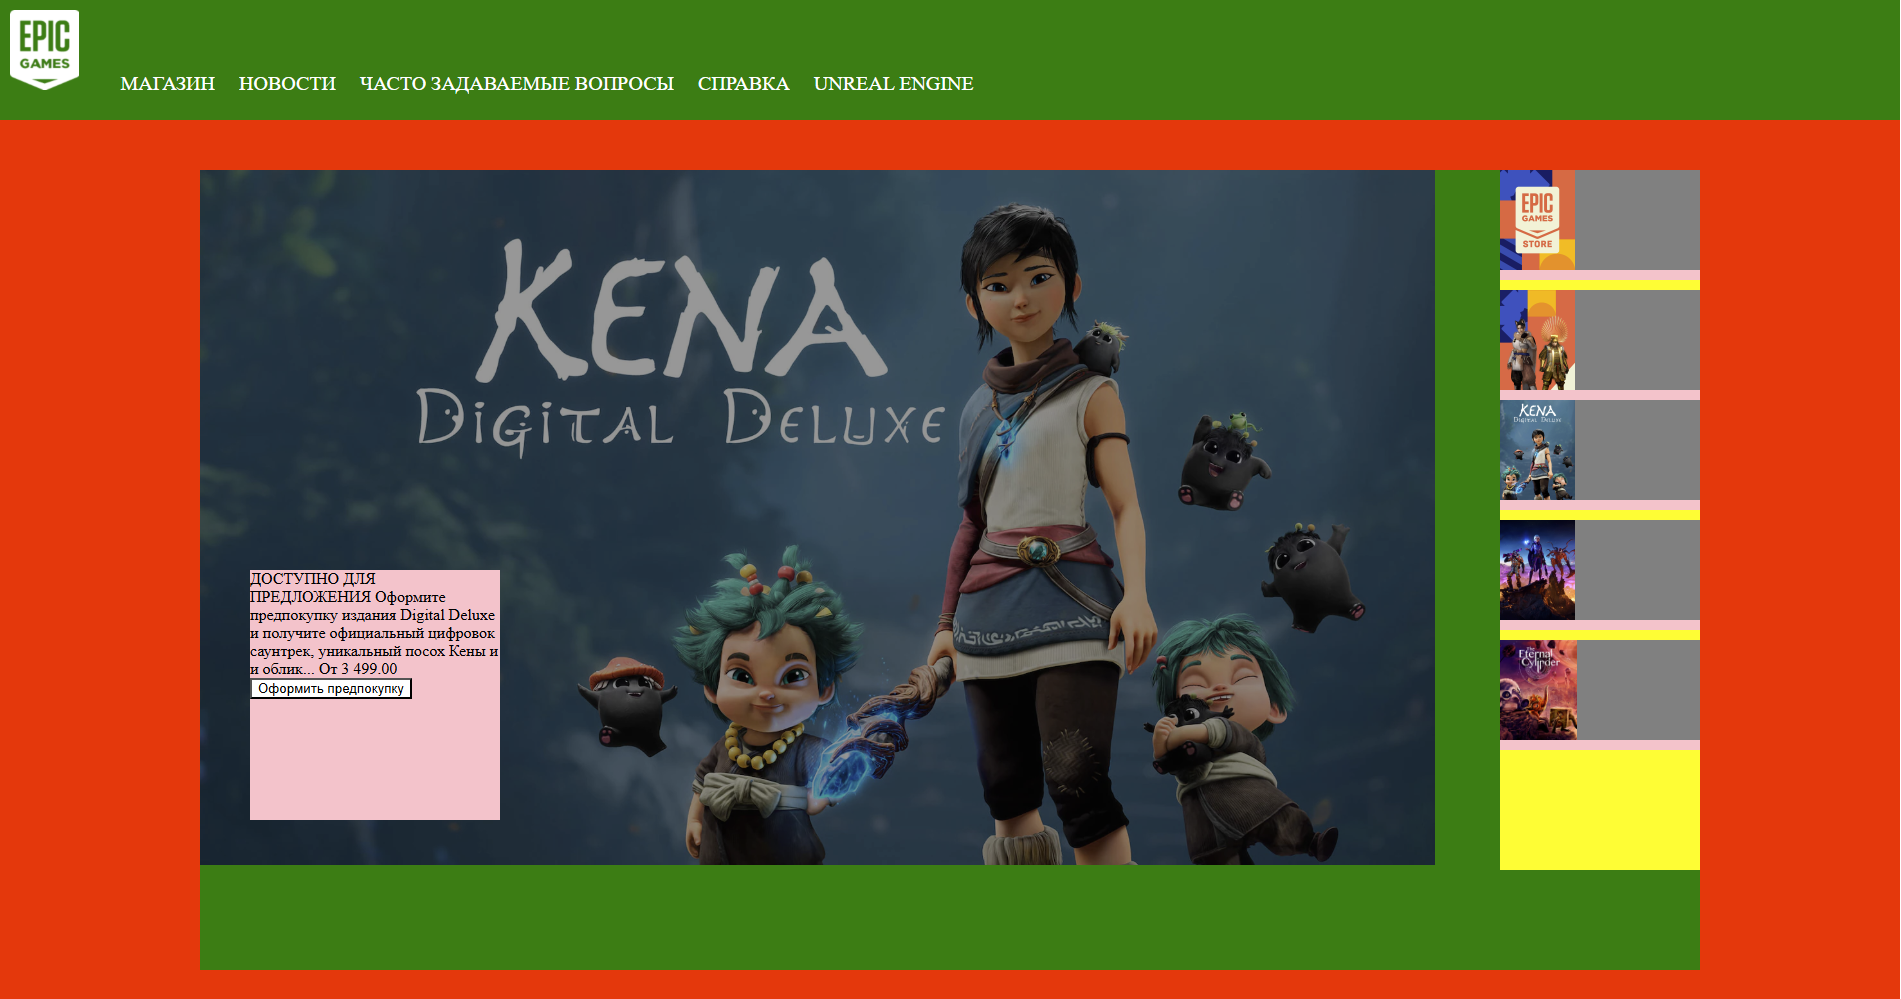 EPIC
GAMES
МАГАЗИН НОВОСТИ ЧАСТО ЗАДАВАЕМЫЕ ВОПРОСЫ СПРАВКА UNREAL ENGINE
KENA
DIGITAL DELUXE
ДОСТУПНО ДЛЯ
ПРЕДЛОЖЕНИЯ Оформите
предпокупку издания Digital Deluxe
и получите официальный цифровок
саунтрек, уникальный посох Кены и
и облик... От 3 499.00
Оформить предпокупку
EPIC
GAMES
STORE
KENA
DIGITAL DELUXE
The
Eternal
Cylinder